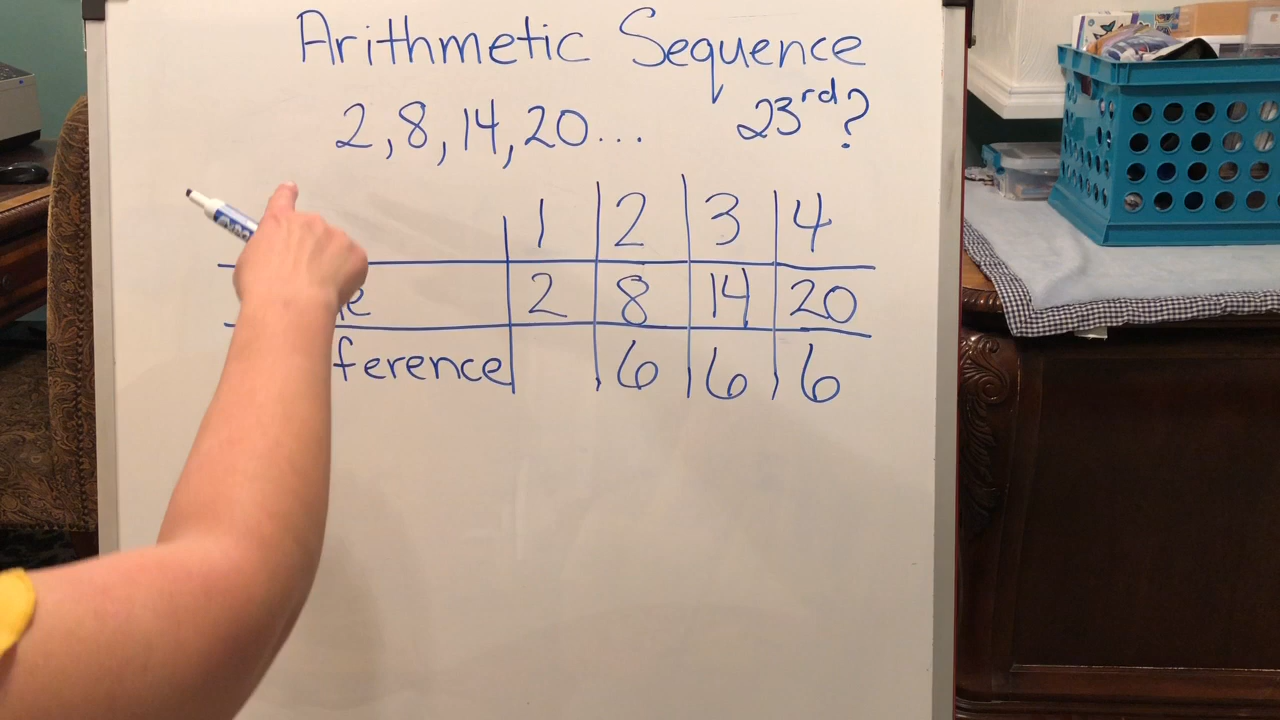 Arithmetic Sequence
2, 8, 14, 20... 23rd?
1 2 3 4
2 8 14 20
ference 6 6 6